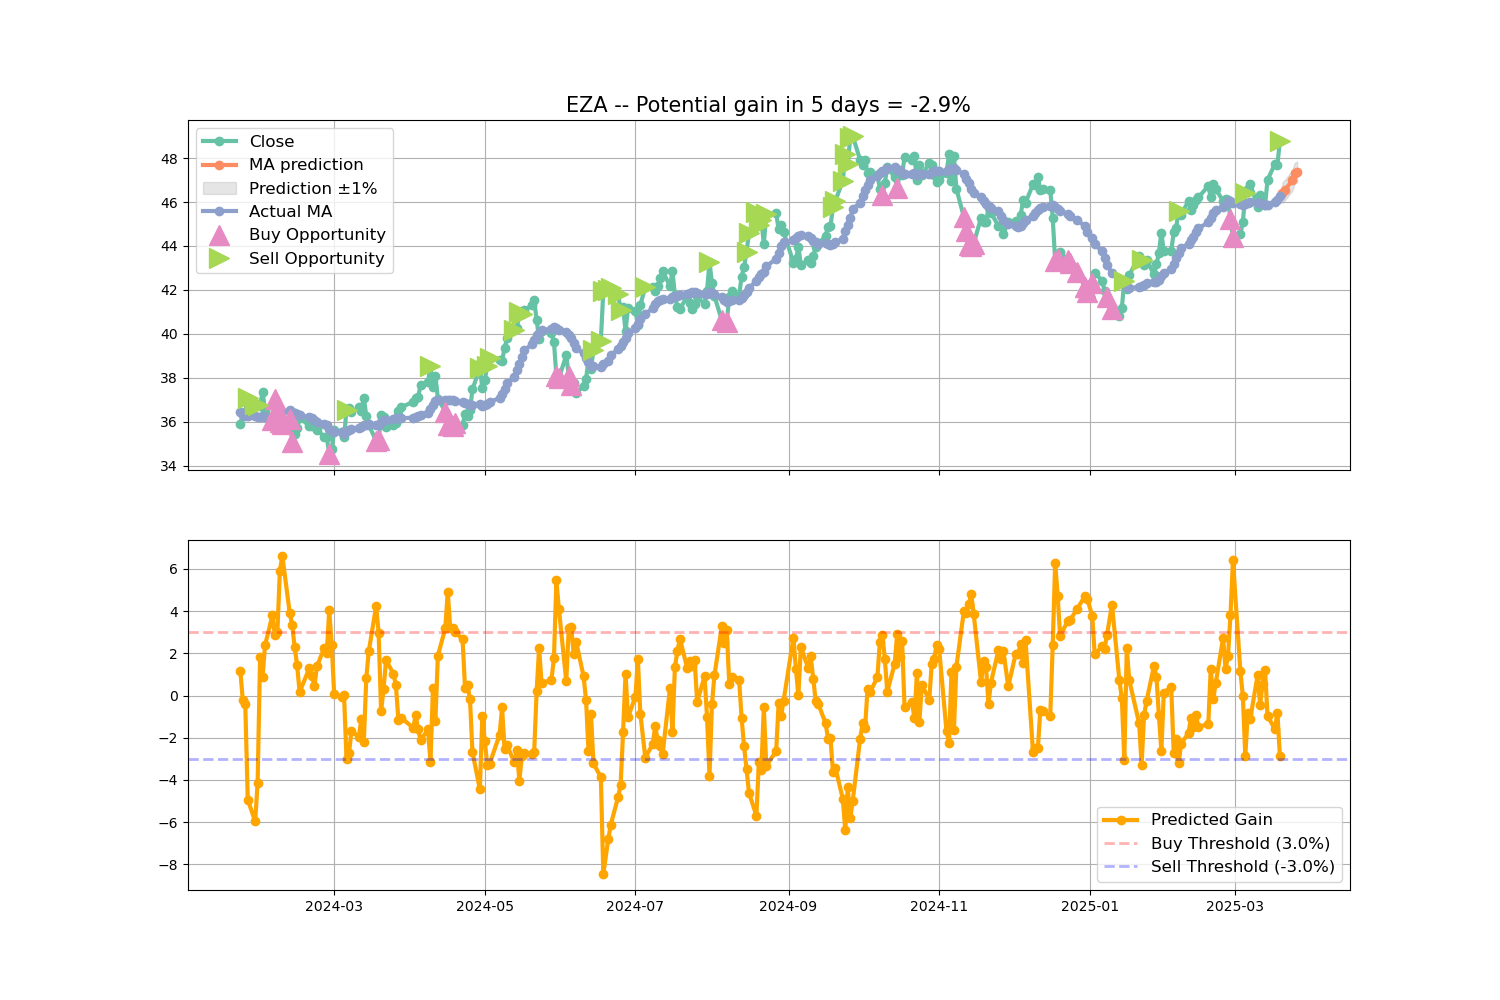 EZA -- Potential gain in 5 days = -2.9%
Close
MA prediction
Prediction ±1%
Actual MA
Buy Opportunity
Sell Opportunity
48
46
44
42
40
38
36
34
6
4
2
0
−2
−4
−6
−8
Predicted Gain
Buy Threshold (3.0%)
Sell Threshold (-3.0%)
2024-03 2024-05 2024-07 2024-09 2024-11 2025-01 2025-03